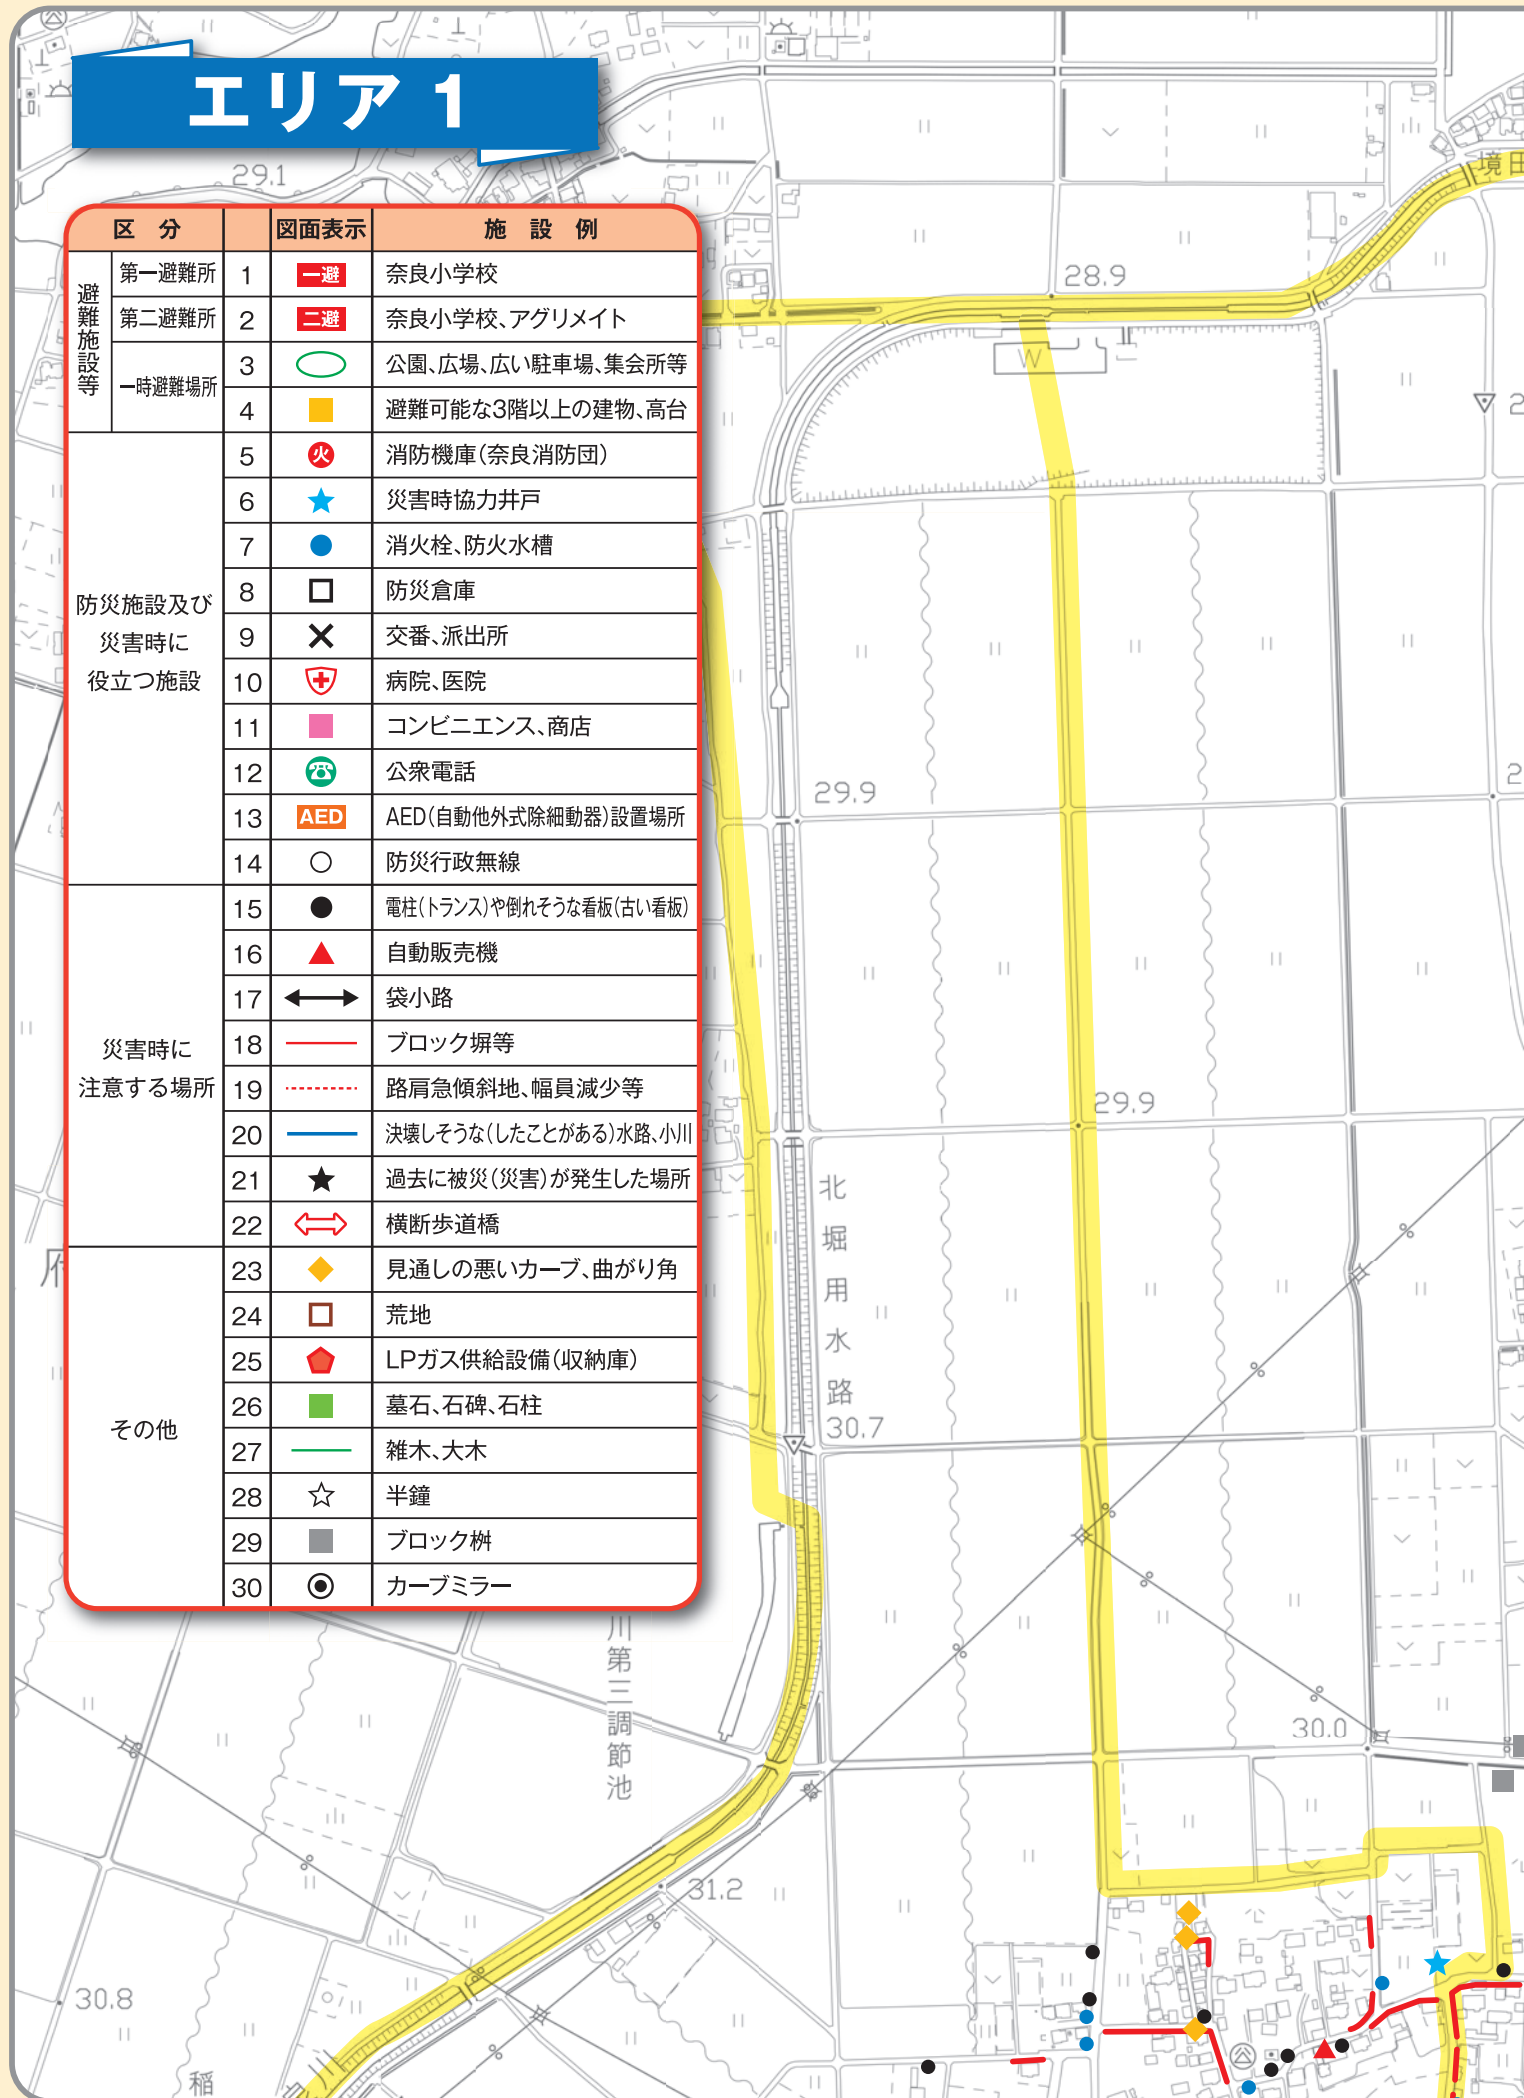 エリア 1
29.1
区 分 図面表示 施 設 例
避難施設等
第一避難所 1 一避 奈良小学校
第二避難所 2 二避 奈良小学校、アグリメイト
一時避難場所
3 公園、広場、広い駐車場、集会所等
4 避難可能な3階以上の建物、高台
防災施設及び
災害時に
役立つ施設
5 火 消防機庫(奈良消防団)
6 災害時協力井戸
7 消火栓、防火水槽
8 防災倉庫
9 交番、派出所
10 病院、医院
11 コンビニエンス、商店
12 公衆電話
13 AED AED(自動他外式除細動器)設置場所
14 防災行政無線
災害時に
注意する場所
15 電柱(トランス)や倒れそうな看板(古い看板)
16 自動販売機
17 袋小路
18 ブロック塀等
19 路肩急傾斜地、幅員減少等
20 決壊しそうな(したことがある)水路、小川
21 過去に被災(災害)が発生した場所
22 横断歩道橋
その他
23 見通しの悪いカーブ、曲がり角
24 荒地
25 LPガス供給設備(収納庫)
26 墓石、石碑、石柱
27 雑木、大木
28 半鐘
29 ブロック桝
30 カーブミラー
境田
28.9
W
29.9
29.9
北堀用水路
30.7
川第三調節池
30.0
31.2
30.8
稲
川